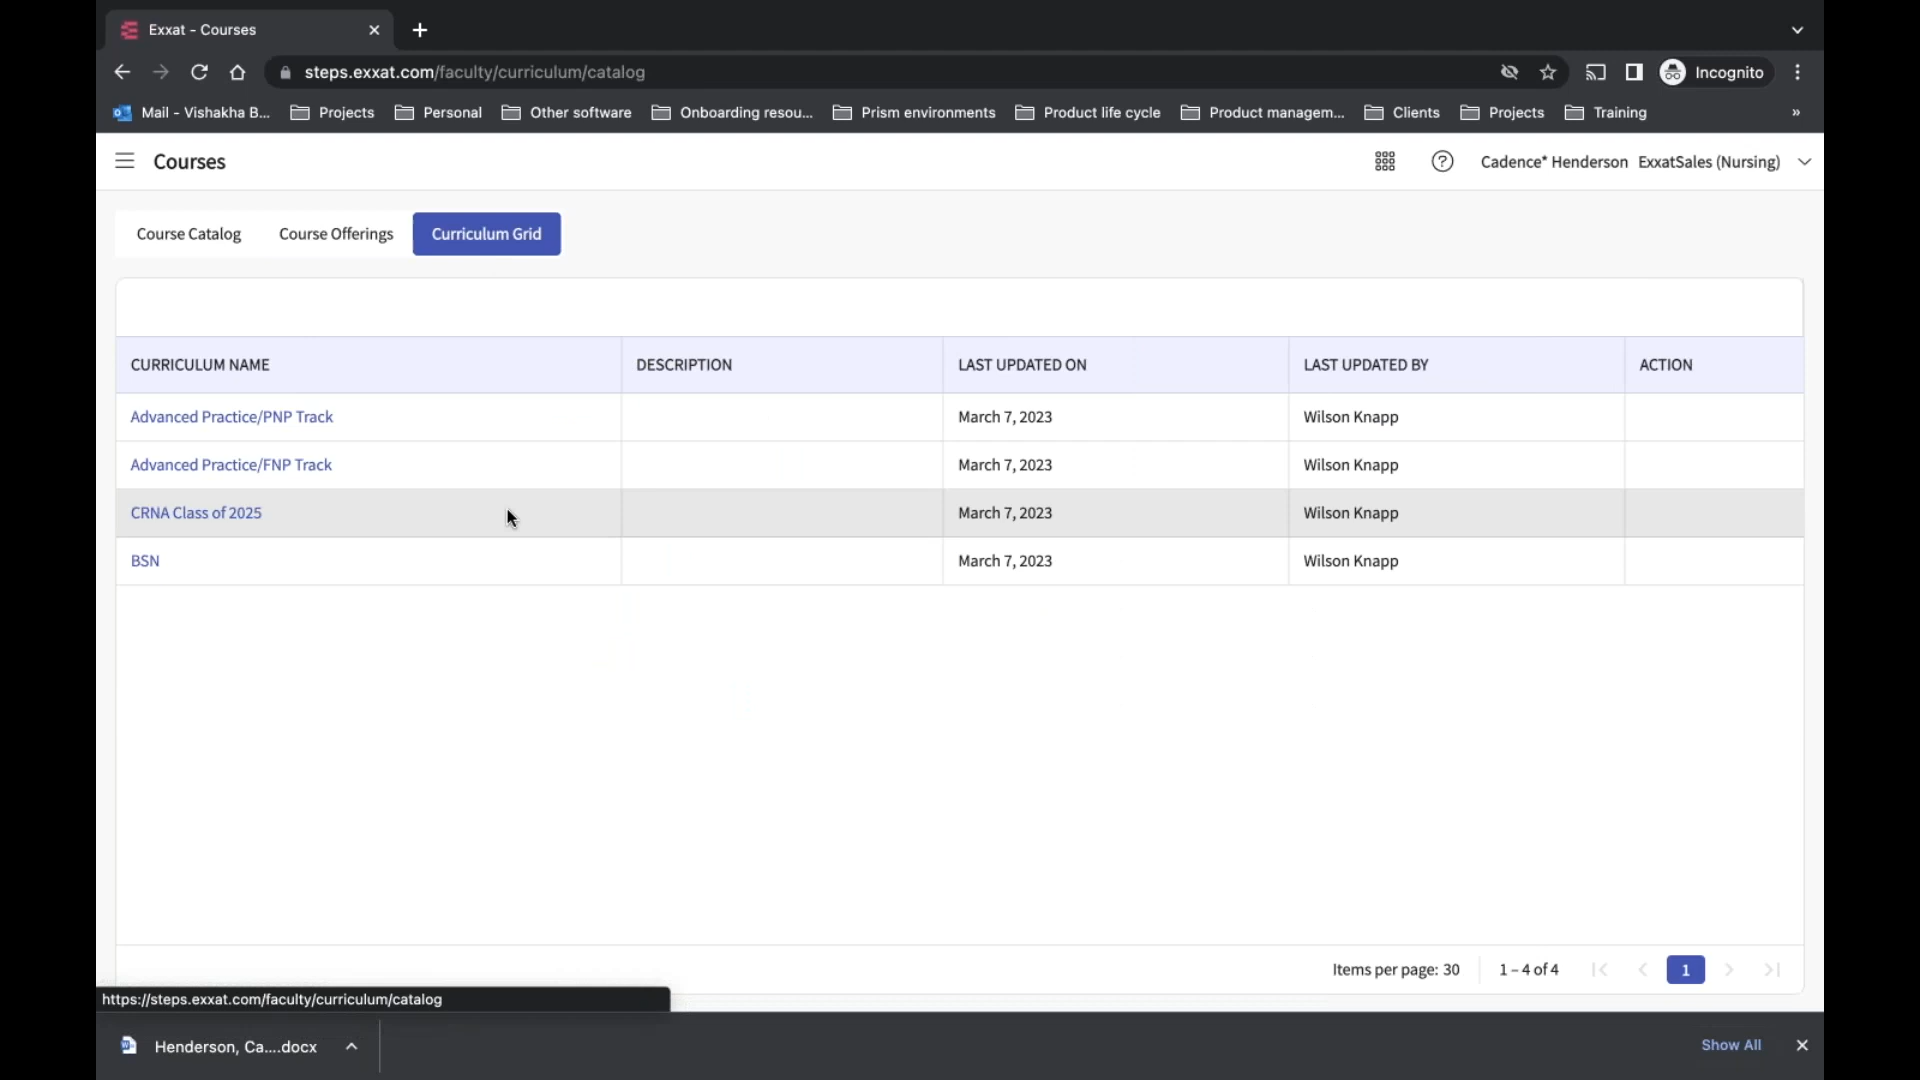 Exxat - Courses
steps.exxat.com/faculty/curriculum/catalog
Incognito
Mail - Vishakha B...
Projects
Personal
Other software
Onboarding resou...
Prism environments
Product life cycle
Product managem...
Clients
Projects
Training
»
Courses
Cadence* Henderson ExxatSales (Nursing)
Course Catalog
Course Offerings
Curriculum Grid
CURRICULUM NAME DESCRIPTION LAST UPDATED ON LAST UPDATED BY ACTION
Advanced Practice/PNP Track March 7, 2023 Wilson Knapp
Advanced Practice/FNP Track March 7, 2023 Wilson Knapp
CRNA Class of 2025 March 7, 2023 Wilson Knapp
BSN March 7, 2023 Wilson Knapp
Items per page: 30 1 – 4 of 4 1
https://steps.exxat.com/faculty/curriculum/catalog
Henderson, Ca....docx
Show All